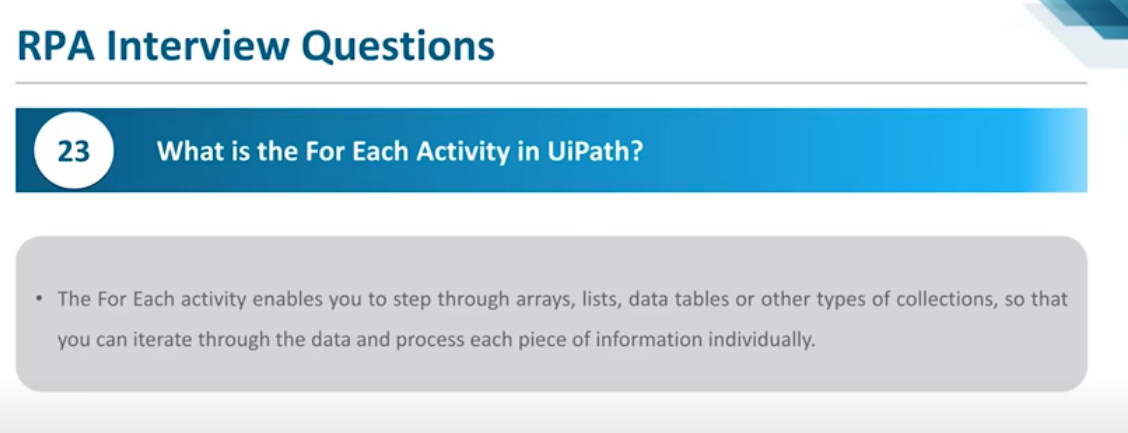 RPA Interview Questions
23
What is the For Each Activity in UiPath?
• The For Each activity enables you to step through arrays, lists, data tables or other types of collections, so that
you can iterate through the data and process each piece of information individually.